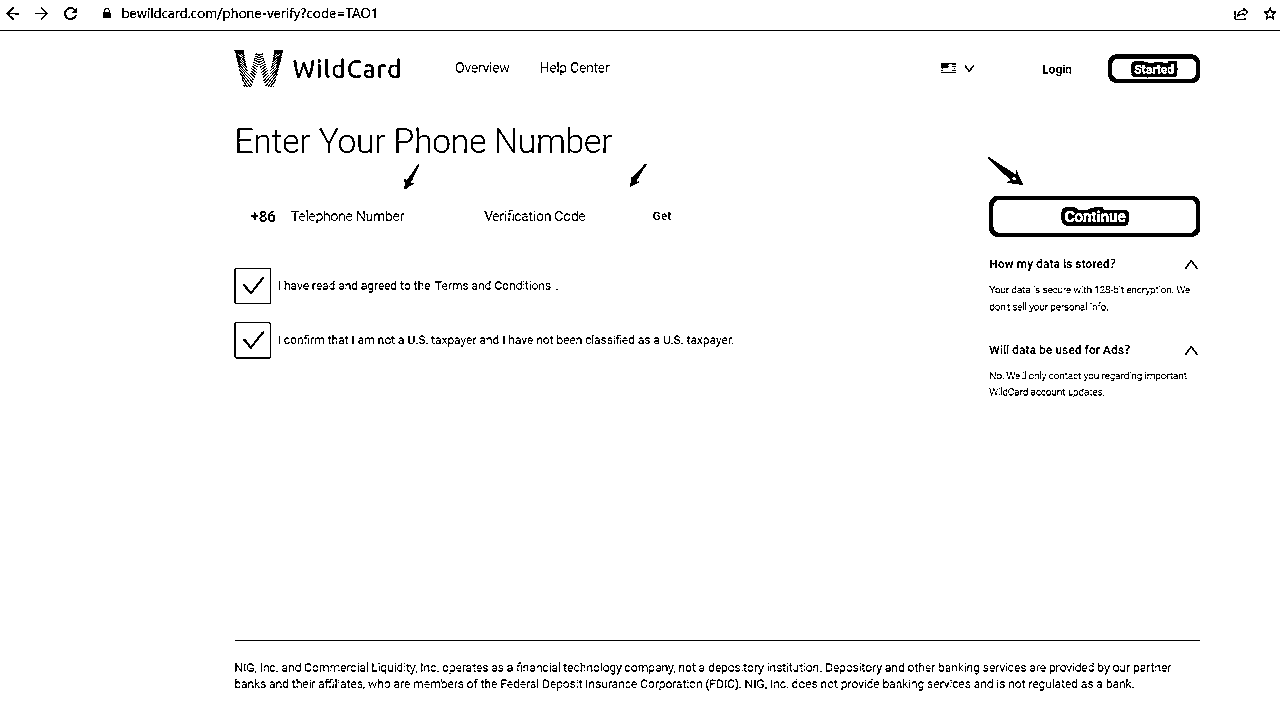 bewildcard.com/phone-verify?code=TAO1
WildCard
Overview
Help Center
Login
Started
Enter Your Phone Number
+86
Telephone Number
Verification Code
Get
Continue
I have read and agreed to the Terms and Conditions .
I confirm that I am not a U.S. taxpayer and I have not been classified as a U.S. taxpayer.
How my data is stored?
Your data is secure with 128-bit encryption. We
don't sell your personal info.
Will data be used for Ads?
No. We'll only contact you regarding important
WildCard account updates.
NIG, Inc. and Commercial Liquidity, Inc. operates as a financial technology company, not a depository institution. Depository and other banking services are provided by our partner
banks and their affiliates, who are members of the Federal Deposit Insurance Corporation (FDIC). NIG, Inc. does not provide banking services and is not regulated as a bank.